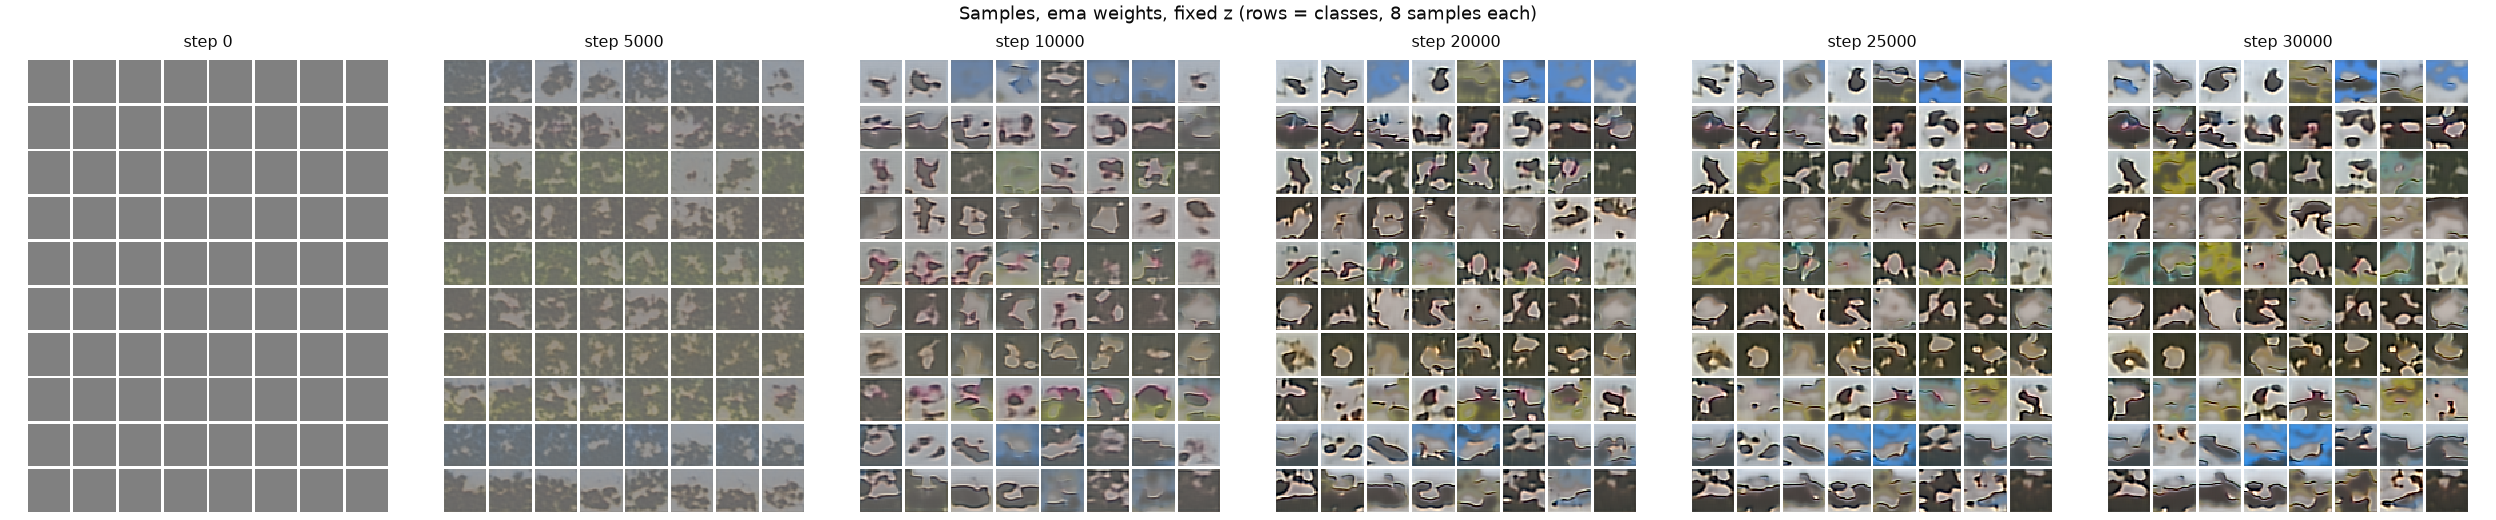 Samples, ema weights, fixed z (rows = classes, 8 samples each)
step 0
step 5000
step 10000
step 20000
step 25000
step 30000